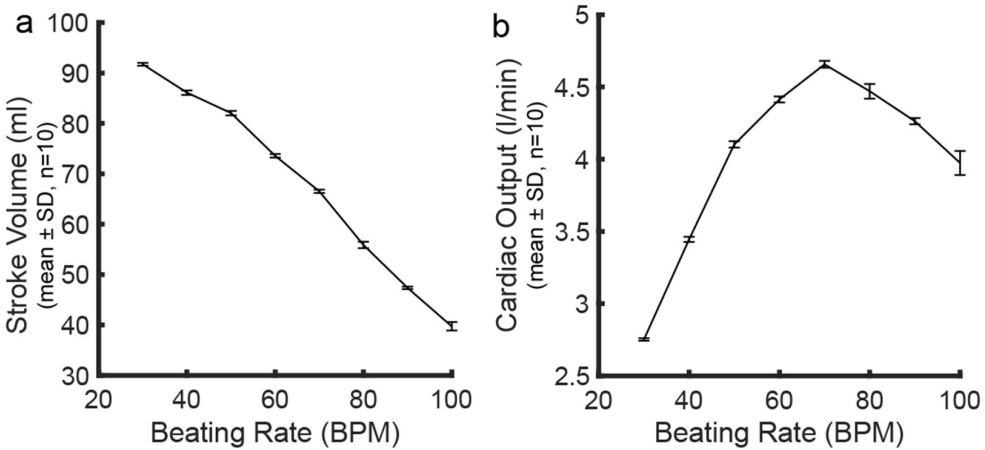 a
100
90
80
70
60
50
40
30
Stroke Volume (ml)
(mean ± SD, n=10)
20 40 60 80 100
Beating Rate (BPM)
b
5
4.5
4
3.5
3
2.5
Cardiac Output (l/min)
(mean ± SD, n=10)
20 40 60 80 100
Beating Rate (BPM)